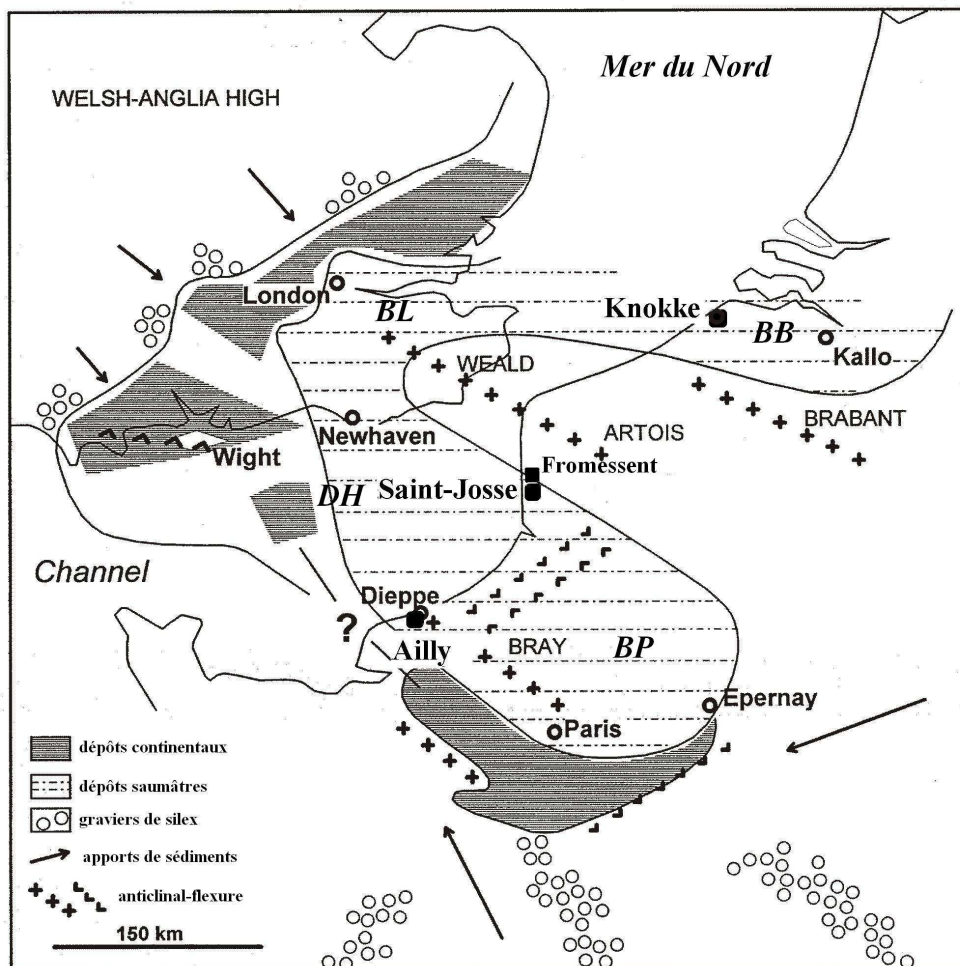 Mer du Nord
WELSH-ANGLIA HIGH
London
BL
Knokke
BB
Kallo
WEALD
BRABANT
Newhaven
ARTOIS
Wight
Fromessent
DH
Saint-Josse
Channel
Dieppe
?
Ailly
BRAY
BP
Epernay
Paris
dépôts continentaux
dépôts saumâtres
graviers de silex
apports de sédiments
anticlinal-flexure
150 km